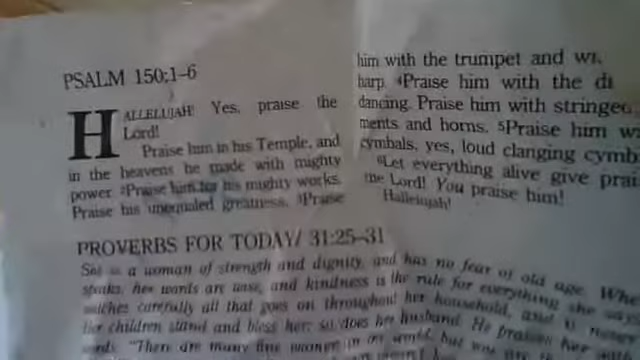 PSALM 150:1-6
HALLELUJAH! Yes, praise the
Lord!
Praise him in his Temple, and
in the heavens he made with mighty
power. ²Praise him for his mighty works.
Praise his unequaled greatness. ³Praise
him with the trumpet and
harp. ⁴Praise him with the
dancing. Praise him with stringed
ments and horns. ⁵Praise him
cymbals, yes, loud clanging cymb
⁶Let everything alive give prai
the Lord! You praise him!
Hallelujah!
PROVERBS FOR TODAY/ 31:25-31
She is a woman of strength and dignity, and has no fear of old age. Whe
speaks, her words are wise, and kindness is the rule for everything she says
watches carefully all that goes on throughout her household, and is never
Her children stand and bless her; so does her husband. He praises her
words: "There are many fine women in the world, but you are